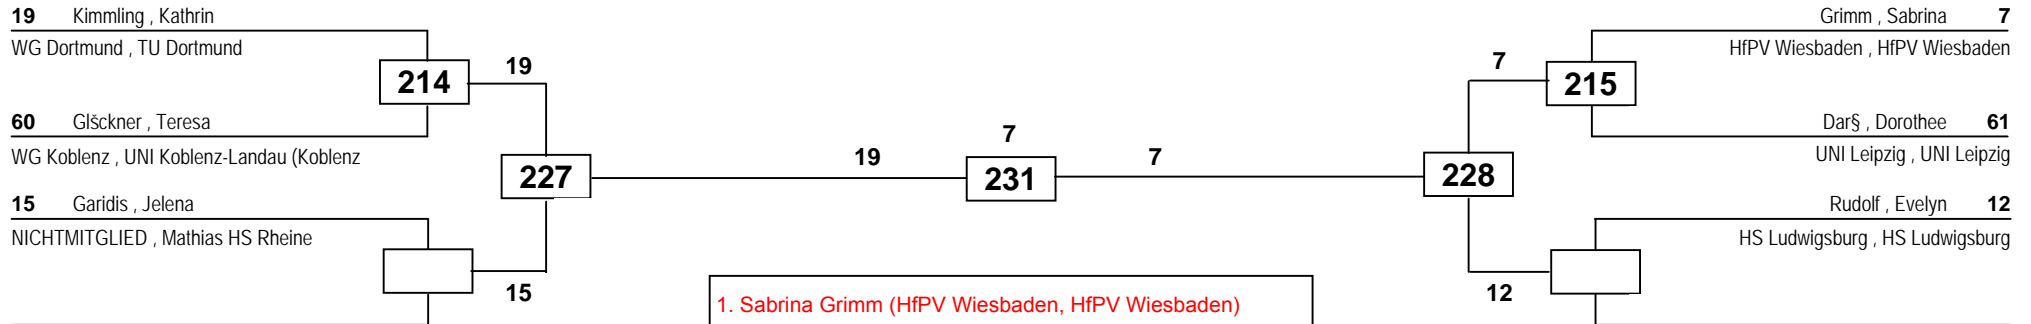 19 Kimmling , Kathrin
WG Dortmund , TU Dortmund
214
19
60 Glšckner , Teresa
WG Koblenz , UNI Koblenz-Landau (Koblenz
227
19
15 Garidis , Jelena
NICHTMITGLIED , Mathias HS Rheine
15
7
231
7
Grimm , Sabrina 7
HfPV Wiesbaden , HfPV Wiesbaden
7
215
Dar§ , Dorothee 61
UNI Leipzig , UNI Leipzig
228
Rudolf , Evelyn 12
HS Ludwigsburg , HS Ludwigsburg
12
1. Sabrina Grimm (HfPV Wiesbaden, HfPV Wiesbaden)